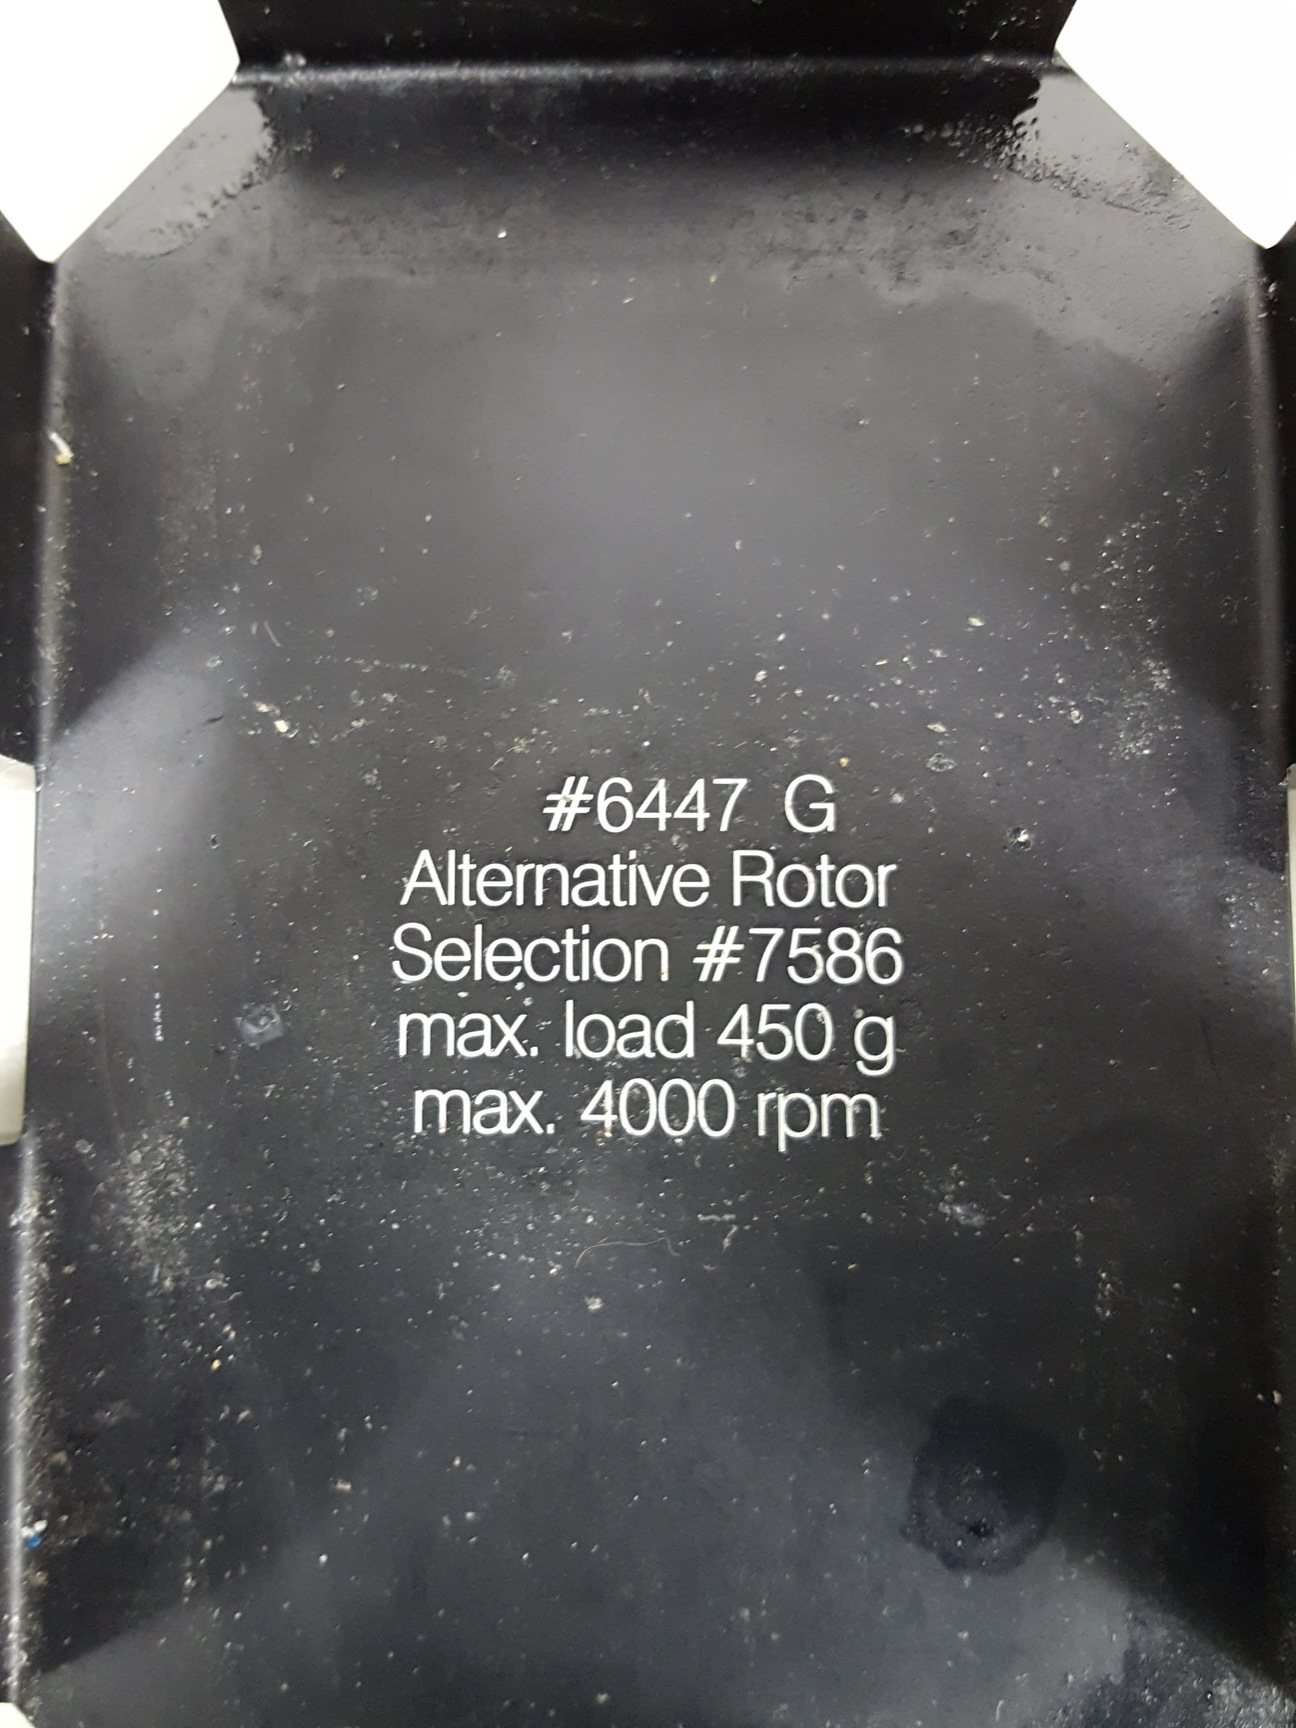 #6447 G
Alternative Rotor
Selection #7586
max. load 450 g
max. 4000 rpm